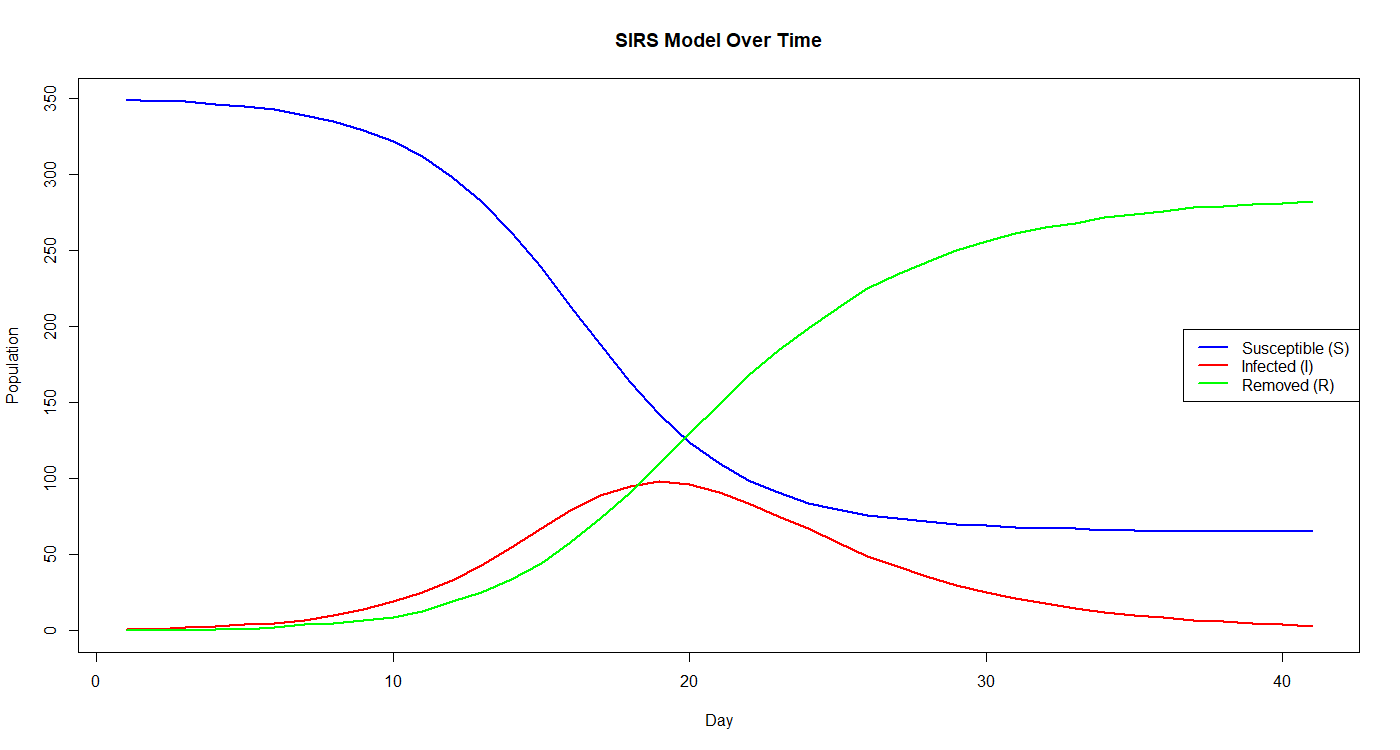 SIRS Model Over Time
Population
350
300
250
200
150
100
50
0
Susceptible (S)
Infected (I)
Removed (R)
0 10 20 30 40
Day